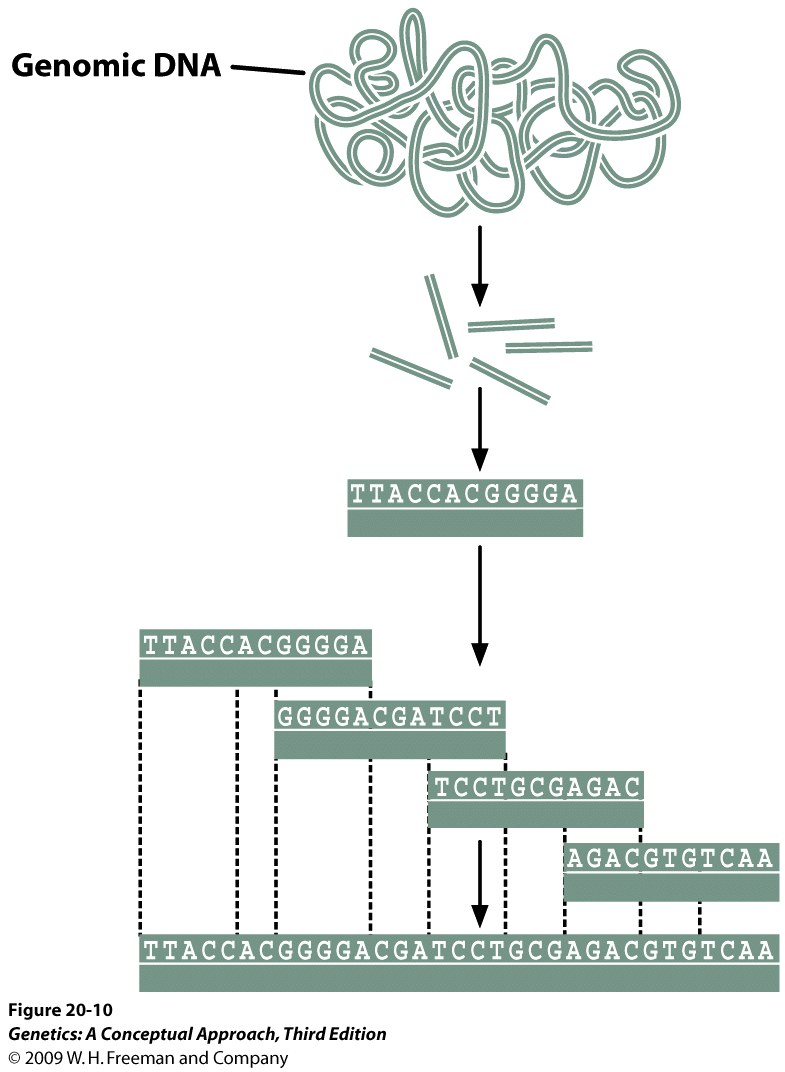 Genomic DNA
TTACCACGGGGA
TTACCACGGGGA
GGGGACGATCCT
TCCTGCGAGAC
AGACGTGTCAA
TTACCACGGGGACGATCCTGCGAGACGTGTCAA
Figure 20-10
Genetics: A Conceptual Approach, Third Edition
© 2009 W. H. Freeman and Company